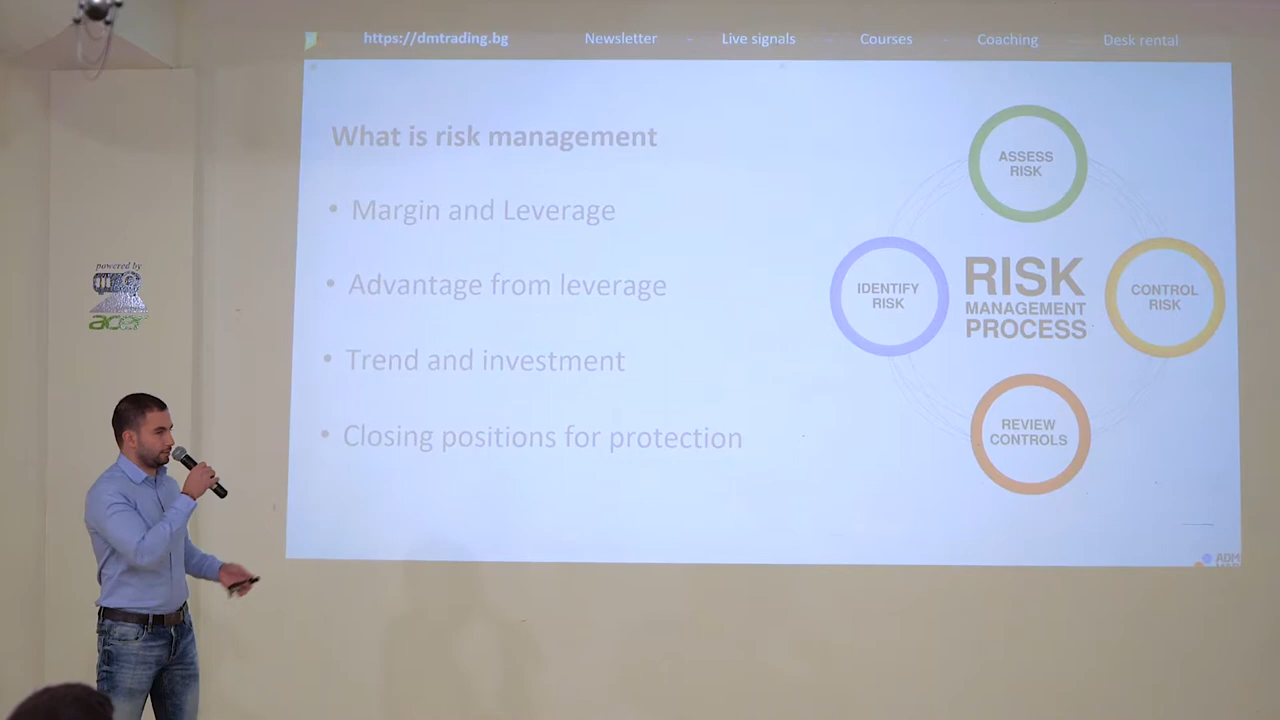 https://dmtrading.bg Newsletter - Live signals - Courses - Coaching - Desk rental
What is risk management
• Margin and Leverage
• Advantage from leverage
• Trend and investment
• Closing positions for protection
ASSESS
RISK
IDENTIFY
RISK
RISK
MANAGEMENT
PROCESS
CONTROL
RISK
REVIEW
CONTROLS
powered by
acer
ADM